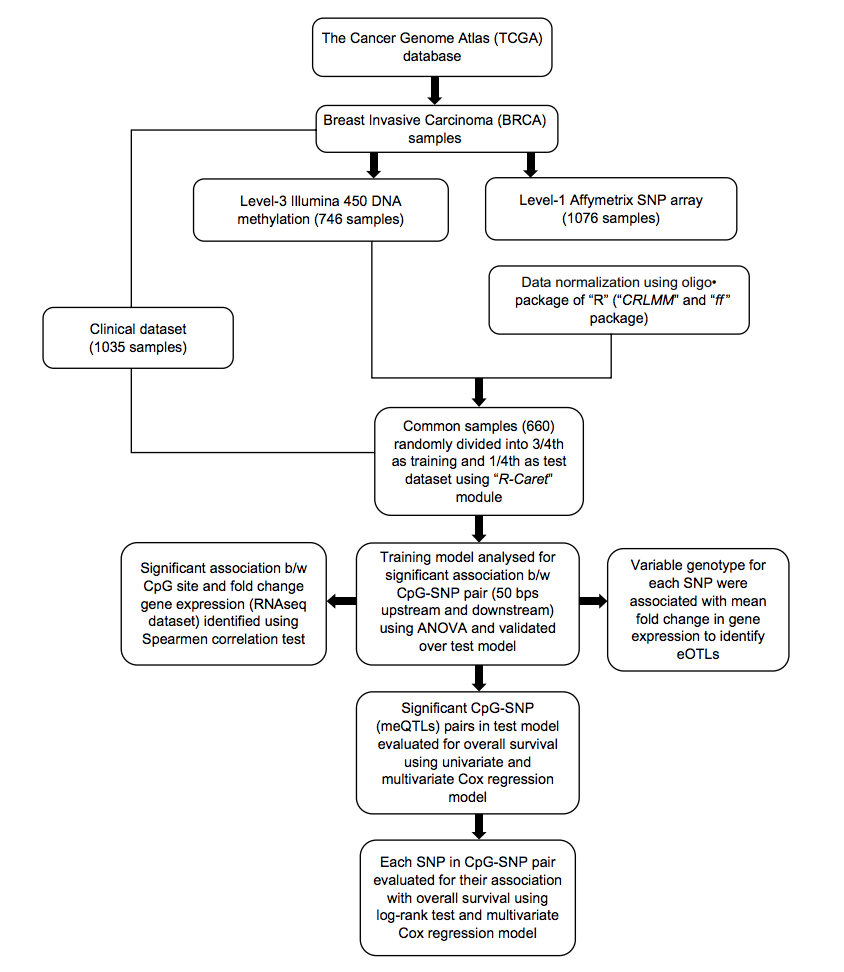 The Cancer Genome Atlas (TCGA)
database
Breast Invasive Carcinoma (BRCA)
samples
Level-3 Illumina 450 DNA
methylation (746 samples)
Level-1 Affymetrix SNP array
(1076 samples)
Data normalization using oligo•
package of “R” (“CRLMM” and “ff”
package)
Clinical dataset
(1035 samples)
Common samples (660)
randomly divided into 3/4th
as training and 1/4th as test
dataset using “R-Caret”
module
Significant association b/w
CpG site and fold change
gene expression (RNAseq
dataset) identified using
Spearmen correlation test
Training model analysed for
significant association b/w
CpG-SNP pair (50 bps
upstream and downstream)
using ANOVA and validated
over test model
Variable genotype for
each SNP were
associated with mean
fold change in gene
expression to identify
eOTLs
Significant CpG-SNP
(meQTLs) pairs in test model
evaluated for overall survival
using univariate and
multivariate Cox regression
model
Each SNP in CpG-SNP pair
evaluated for their association
with overall survival using
log-rank test and multivariate
Cox regression model